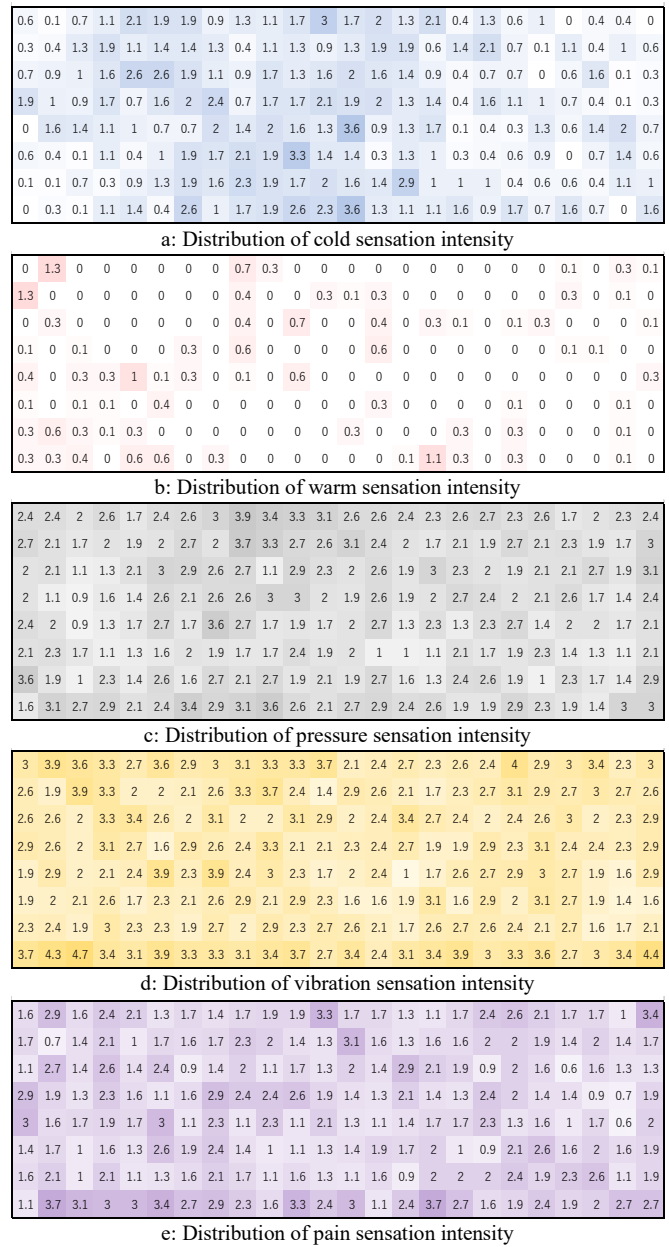 0.6 0.1 0.7 1.1 2.1 1.9 1.9 0.9 1.3 1.1 1.7 3 1.7 2 1.3 2.1 0.4 1.3 0.6 1 0 0.4 0.4 0
0.3 0.4 1.3 1.9 1.1 1.4 1.4 1.3 0.4 1.1 1.3 0.9 1.3 1.9 1.9 0.6 1.4 2.1 0.7 0.1 1.1 0.4 1 0.6
0.7 0.9 1 1.6 2.6 2.6 1.9 1.1 0.9 1.7 1.3 1.6 2 1.6 1.4 0.9 0.4 0.7 0.7 0 0.6 1.6 0.1 0.3
1.9 1 0.9 1.7 0.7 1.6 2 2.4 0.7 1.7 1.7 2.1 1.9 2 1.3 1.4 0.4 1.6 1.1 1 0.7 0.4 0.1 0.3
0 1.6 1.4 1.1 1 0.7 0.7 2 1.4 2 1.6 1.3 3.6 0.9 1.3 1.7 0.1 0.4 0.3 1.3 0.6 1.4 2 0.7
0.6 0.4 0.1 1.1 0.4 1 1.9 1.7 2.1 1.9 3.3 1.4 1.4 0.3 1.3 1 0.3 0.4 0.6 0.9 0 0.7 1.4 0.6
0.1 0.1 0.7 0.3 0.9 1.3 1.9 1.6 2.3 1.9 1.7 2 1.6 1.4 2.9 1 1 1 0.4 0.6 0.6 0.4 1.1 1
0 0.3 0.1 1.1 1.4 0.4 2.6 1 1.7 1.9 2.6 2.3 3.6 1.3 1.1 1.1 1.6 0.9 1.7 0.7 1.6 0.7 0 1.6
a: Distribution of cold sensation intensity
0 1.3 0 0 0 0 0 0 0.7 0.3 0 0 0 0 0 0 0 0 0 0 0.1 0 0.3 0.1
1.3 0 0 0 0 0 0 0 0.4 0 0 0.3 0.1 0.3 0 0 0 0 0 0 0.3 0 0.1 0
0 0.3 0 0 0 0 0 0 0.4 0 0.7 0 0 0.4 0 0.3 0.1 0 0.1 0.3 0 0 0 0.1
0.1 0 0.1 0 0 0 0.3 0 0.6 0 0 0 0 0.6 0 0 0 0 0 0 0.1 0.1 0 0
0.4 0 0.3 0.3 1 0.1 0.3 0 0.1 0 0.6 0 0 0 0 0 0 0 0 0 0 0 0 0.3
0.1 0 0.1 0.1 0 0.4 0 0 0 0 0 0 0 0.3 0 0 0 0 0.1 0 0 0 0.1 0
0.3 0.6 0.3 0.1 0.3 0 0 0 0 0 0 0 0.3 0 0 0 0.3 0 0.3 0 0 0 0.1 0
0.3 0.3 0.4 0 0.6 0.6 0 0.3 0 0 0 0 0 0 0.1 1.1 0.3 0 0.3 0 0 0 0.1 0
b: Distribution of warm sensation intensity
2.4 2.4 2 2.6 1.7 2.4 2.6 3 3.9 3.4 3.3 3.1 2.6 2.6 2.4 2.3 2.6 2.7 2.3 2.6 1.7 2 2.3 2.4
2.7 2.1 1.7 2 1.9 2 2.7 2 3.7 3.3 2.7 2.6 3.1 2.4 2 1.7 2.1 1.9 2.7 2.1 2.3 1.9 1.7 3
2 2.1 1.1 1.3 2.1 3 2.9 2.6 2.7 1.1 2.9 2.3 2 2.6 1.9 3 2.3 2 1.9 2.1 2.1 2.7 1.9 3.1
2 1.1 0.9 1.6 1.4 2.6 2.1 2.6 2.6 3 3 2 1.9 2.6 1.9 2 2.7 2.4 2 2.1 2.6 1.7 1.4 2.4
2.4 2 0.9 1.3 1.7 2.7 1.7 3.6 2.7 1.7 1.9 1.7 2 2.7 1.3 2.3 1.3 2.3 2.7 1.4 2 2 1.7 2.1
2.1 2.3 1.7 1.1 1.3 1.6 2 1.9 1.7 1.7 2.4 1.9 2 1 1 1.1 2.1 1.7 1.9 2.3 1.4 1.3 1.1 2.1
3.6 1.9 1 2.3 1.4 2.6 1.6 2.7 2.1 2.7 1.9 2.1 1.9 2.7 1.6 1.3 2.4 2.6 1.9 1 2.3 1.7 1.4 2.9
1.6 3.1 2.7 2.9 2.1 2.4 3.4 2.9 3.1 3.6 2.6 2.1 2.7 2.9 2.4 2.6 1.9 1.9 2.9 2.3 1.9 1.4 3 3
c: Distribution of pressure sensation intensity
3 3.9 3.6 3.3 2.7 3.6 2.9 3 3.1 3.3 3.3 3.7 2.1 2.4 2.7 2.3 2.6 2.4 4 2.9 3 3.4 2.3 3
2.6 1.9 3.9 3.3 2 2 2.1 2.6 3.3 3.7 2.4 1.4 2.9 2.6 2.1 1.7 2.3 2.7 3.1 2.9 2.7 3 2.7 2.6
2.6 2.6 2 3.3 3.4 2.6 2 3.1 2 2 3.1 2.9 2 2.4 3.4 2.7 2.4 2 2.4 2.6 3 2 2.3 2.9
2.9 2.6 2 3.1 2.7 1.6 2.9 2.6 2.4 3.3 2.1 2.1 2.3 2.4 2.4 2.7 1.9 1.9 2.9 2.3 3.1 2.4 2.4 2.3 2.9
1.9 2.9 2 2.1 2.4 3.9 2.3 3.9 2.4 3 2.3 1.7 2 2.4 1 1.7 2.6 2.7 2.9 3 2.7 1.9 1.6 2.9
1.9 2 2.1 2.6 1.7 2.3 2.1 2.6 2.9 2.1 2.9 2.3 1.6 1.6 1.9 3.1 1.6 2.9 2 3.1 2.7 1.9 1.4 1.6
2.3 2.4 1.9 3 2.3 2.3 1.9 2.7 2 2.9 2.3 2.7 2.6 2.1 1.7 2.6 2.7 2.6 2.6 2.4 2.1 2.7 1.6 1.7 2.1
3.7 4.3 4.7 3.4 3.1 3.9 3.3 3.3 3.1 3.4 3.7 2.7 3.4 2.4 3.1 3.4 3.9 3 3.3 3.6 2.7 3 3.4 4.4
d: Distribution of vibration sensation intensity
1.6 2.9 1.6 2.4 2.1 1.3 1.7 1.4 1.7 1.9 1.9 3.3 1.7 1.7 1.3 1.1 1.7 2.4 2.6 2.1 1.7 1.7 1 3.4
1.7 0.7 1.4 2.1 1 1.7 1.6 1.7 2.3 2 1.4 1.3 3.1 1.6 1.3 1.6 1.6 2 2 1.9 1.4 2 1.4 1.7
1.1 2.7 1.4 2.6 1.4 2.4 0.9 1.4 2 1.1 1.7 1.3 2 1.4 2.9 2.1 1.9 0.9 2 1.6 0.6 1.6 1.3 1.3
2.9 1.9 1.3 2.3 1.6 1.1 1.6 2.9 2.4 2.4 2.6 1.9 1.4 1.3 2.1 1.4 1.3 2.4 2 1.4 1.4 0.9 0.7 1.9
3 1.6 1.7 1.9 1.7 3 1.1 2.3 1.1 2.3 1.1 2.1 1.3 1.1 1.4 1.7 1.7 2.3 1.3 1.6 1 1.7 0.6 2
1.4 1.7 1 1.6 1.3 2.6 1.9 2.4 1.4 1 1.1 1.3 1.4 1.9 1.7 2 1 0.9 2.1 2.6 1.6 2 1.6 1.9
1.6 2.1 1 2.1 1.1 1.3 1.6 2.1 1.7 1.1 1.6 1.3 1.1 1.6 0.9 2 2 2 2.4 1.9 2.3 2.6 1.1 1.9
1.1 3.7 3.1 3 3 3.4 2.7 2.9 2.3 1.6 3.3 2.4 3 1.1 2.4 3.7 2.7 1.6 1.9 2.4 1.9 2 2.7 2.7
e: Distribution of pain sensation intensity